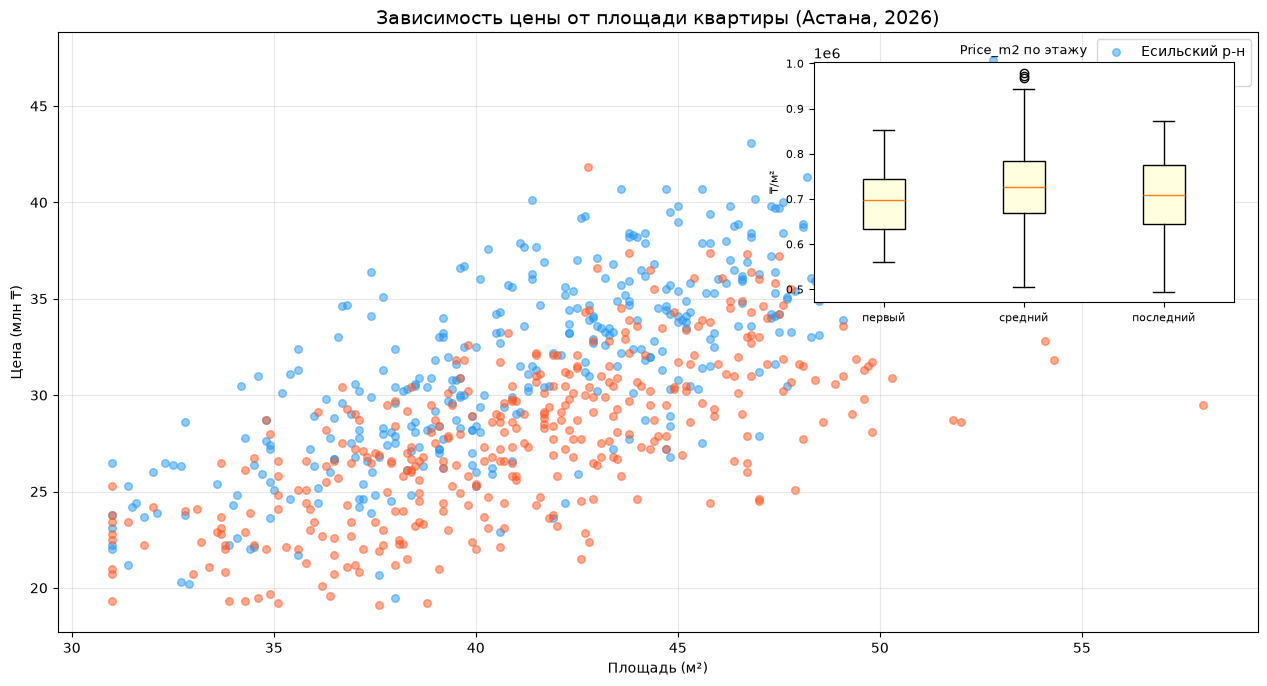 Зависимость цены от площади квартиры (Астана, 2026)
Цена (млн ₸)
45
40
35
30
25
20
30
35
40
45
50
55
Площадь (м²)
Есильский р-н
Price_m2 по этажу
1e6
₸/м²
1.0
0.9
0.8
0.7
0.6
0.5
первый
средний
последний